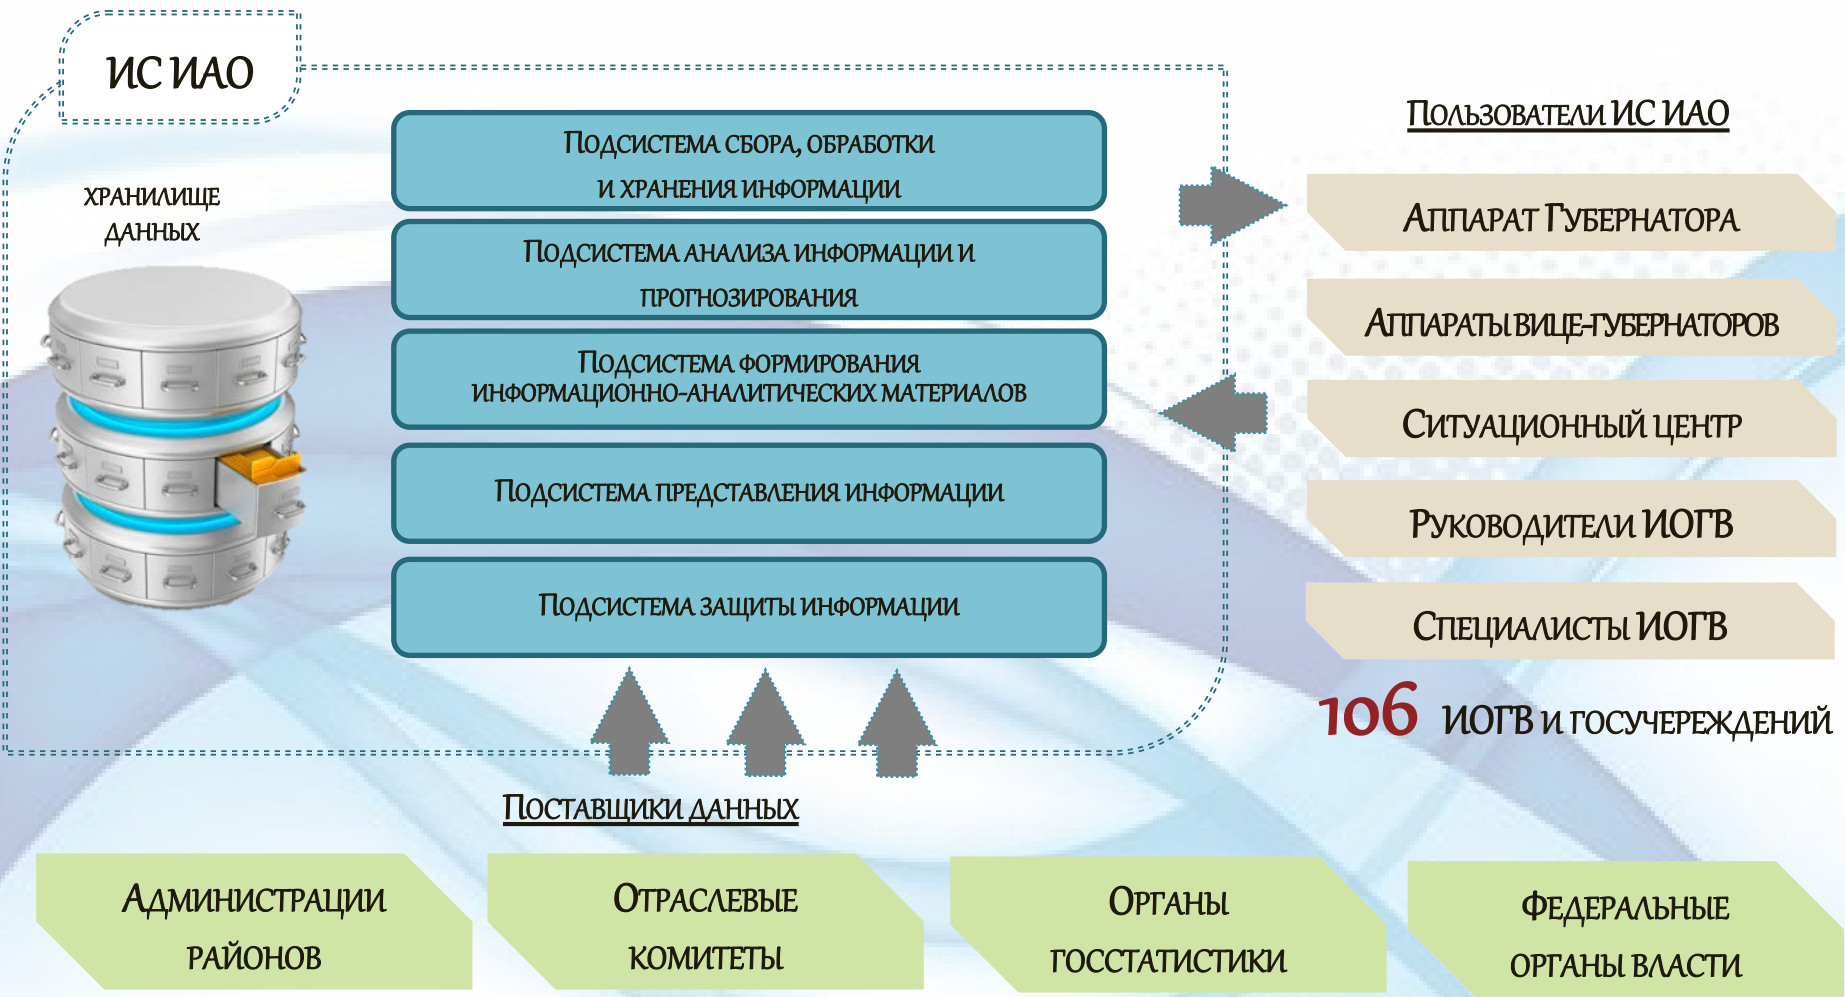 ИС ИАО
ХРАНИЛИЩЕ
ДАННЫХ
ПОДСИСТЕМА СБОРА, ОБРАБОТКИ
И ХРАНЕНИЯ ИНФОРМАЦИИ
ПОДСИСТЕМА АНАЛИЗА ИНФОРМАЦИИ И
ПРОГНОЗИРОВАНИЯ
ПОДСИСТЕМА ФОРМИРОВАНИЯ
ИНФОРМАЦИОННО-АНАЛИТИЧЕСКИХ МАТЕРИАЛОВ
ПОДСИСТЕМА ПРЕДСТАВЛЕНИЯ ИНФОРМАЦИИ
ПОДСИСТЕМА ЗАЩИТЫ ИНФОРМАЦИИ
ПОЛЬЗОВАТЕЛИ ИС ИАО
АППАРАТ ГУБЕРНАТОРА
АППАРАТЫ ВИЦЕ-ГУБЕРНАТОРОВ
СИТУАЦИОННЫЙ ЦЕНТР
РУКОВОДИТЕЛИ ИОГВ
СПЕЦИАЛИСТЫ ИОГВ
106 ИОГВ И ГОСУЧЕРЕЖДЕНИЙ
ПОСТАВЩИКИ ДАННЫХ
АДМИНИСТРАЦИИ
РАЙОНОВ
ОТРАСЛЕВЫЕ
КОМИТЕТЫ
ОРГАНЫ
ГОССТАТИСТИКИ
ФЕДЕРАЛЬНЫЕ
ОРГАНЫ ВЛАСТИ